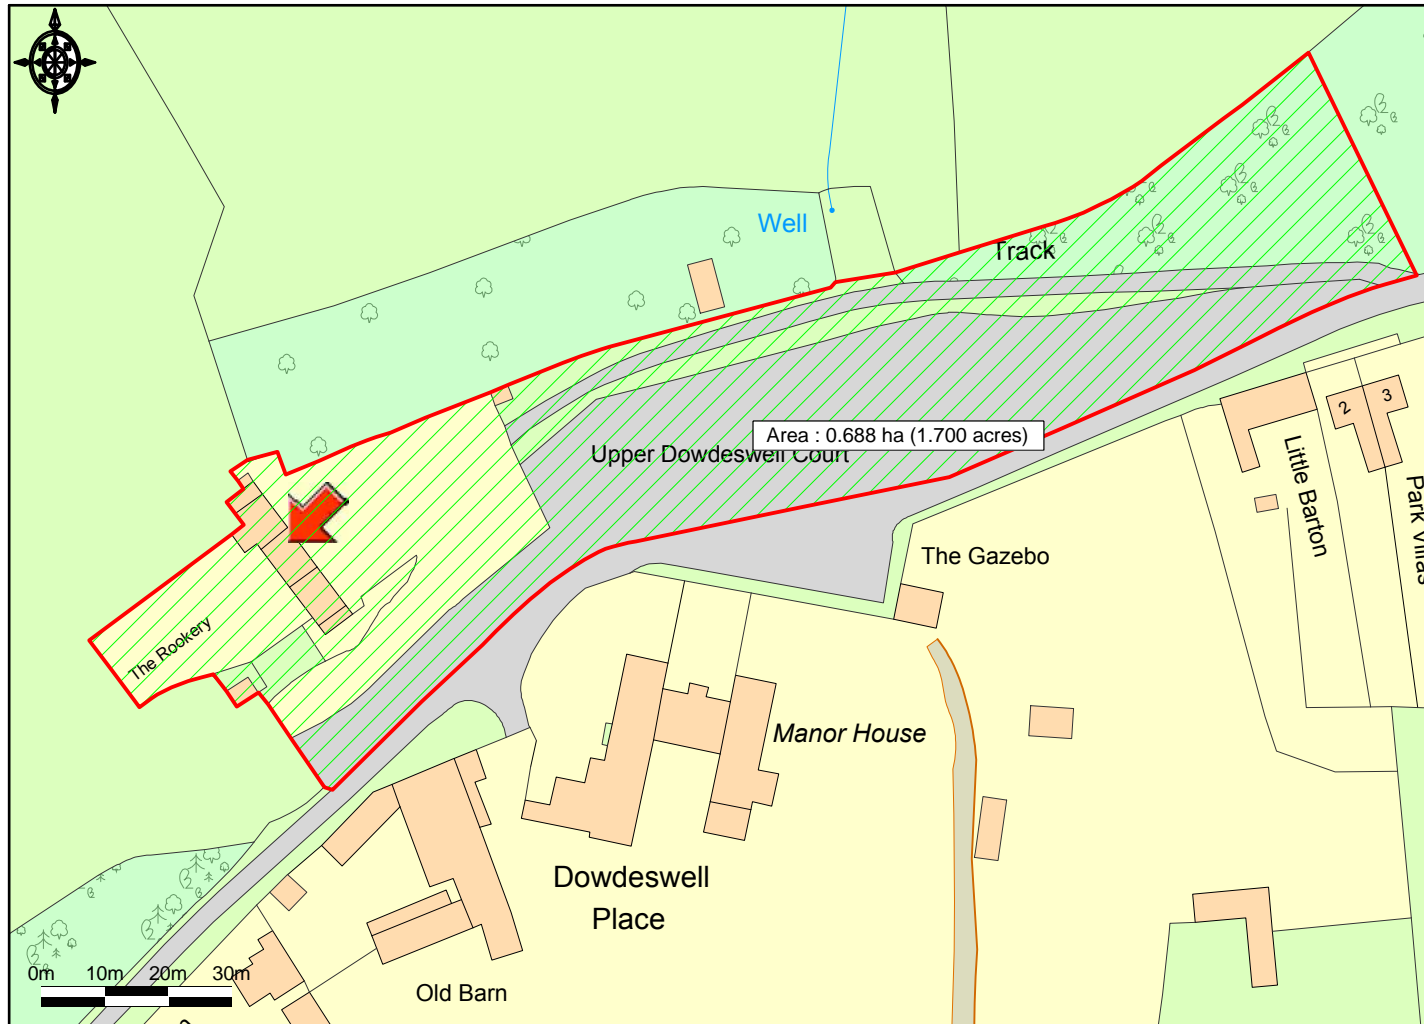 Well
Track
Area : 0.688 ha (1.700 acres)
Upper Dowdeswell Court
2
3
Little Barton
Park Villas
The Gazebo
The Rookery
Manor House
Dowdeswell
Place
Old Barn
0m 10m 20m 30m